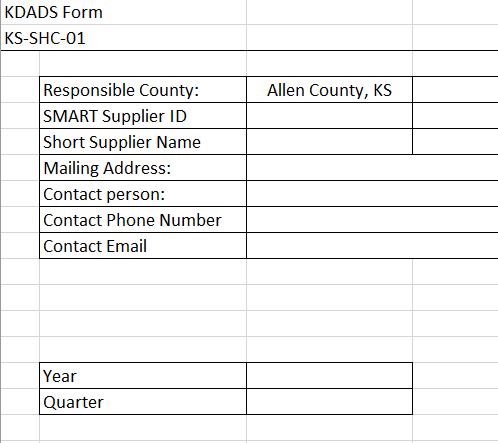 KDADS Form
KS-SHC-01
Responsible County: Allen County, KS
SMART Supplier ID
Short Supplier Name
Mailing Address:
Contact person:
Contact Phone Number
Contact Email
Year
Quarter